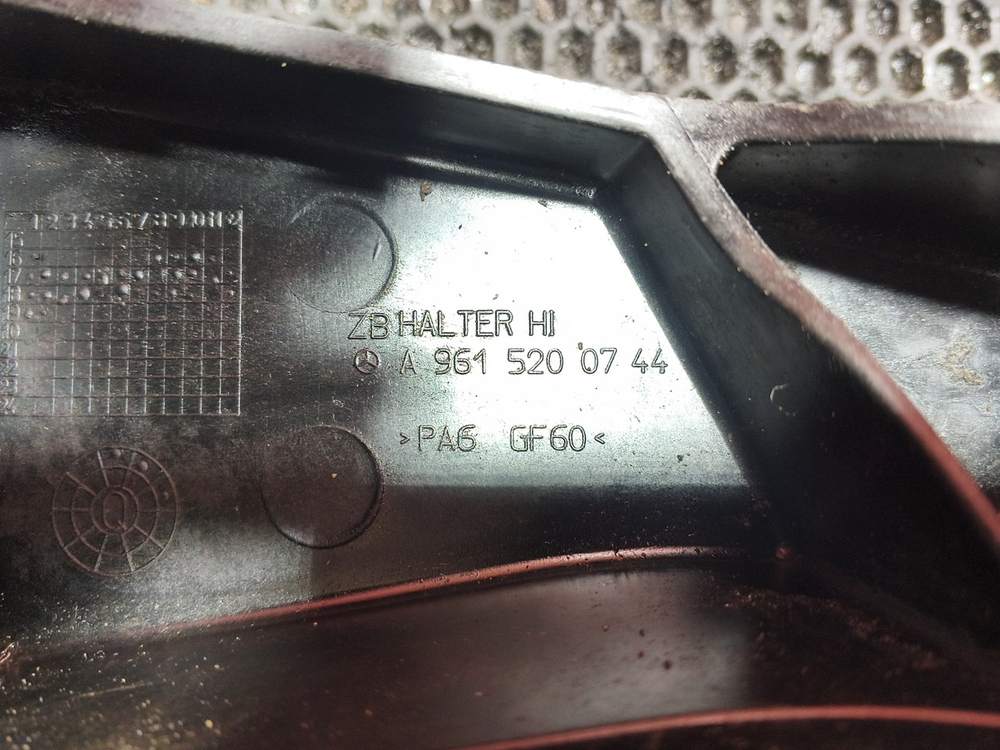 ZB HALTER HI
A 961 520 07 44
>PA6 GF60<
Q